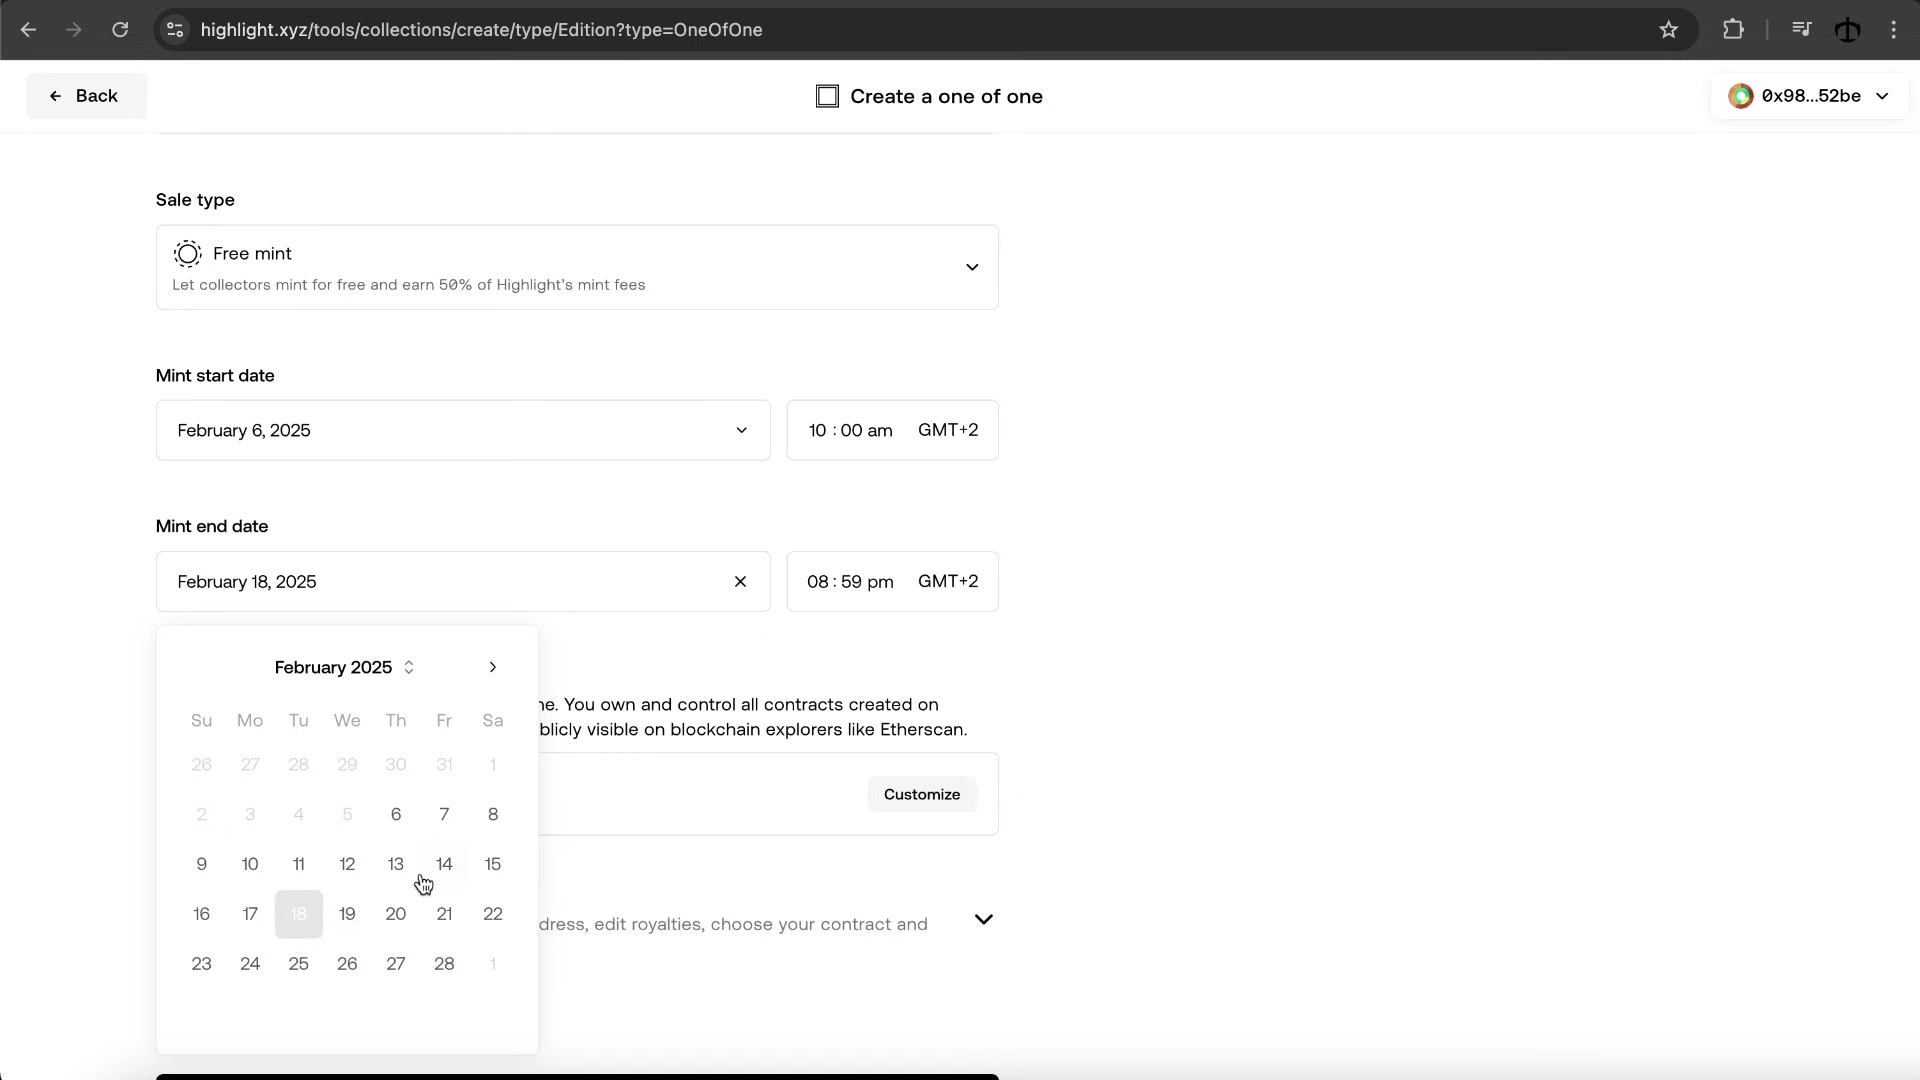 highlight.xyz/tools/collections/create/type/Edition?type=OneOfOne
Back
Create a one of one
0x98...52be
Sale type
Free mint
Let collectors mint for free and earn 50% of Highlight's mint fees
Mint start date
February 6, 2025
10 : 00 am GMT+2
Mint end date
February 18, 2025
08 : 59 pm GMT+2
February 2025
Su Mo Tu We Th Fr Sa
26 27 28 29 30 31 1
2 3 4 5 6 7 8
9 10 11 12 13 14 15
16 17 18 19 20 21 22
23 24 25 26 27 28 1
ne. You own and control all contracts created on
blicly visible on blockchain explorers like Etherscan.
Customize
dress, edit royalties, choose your contract and